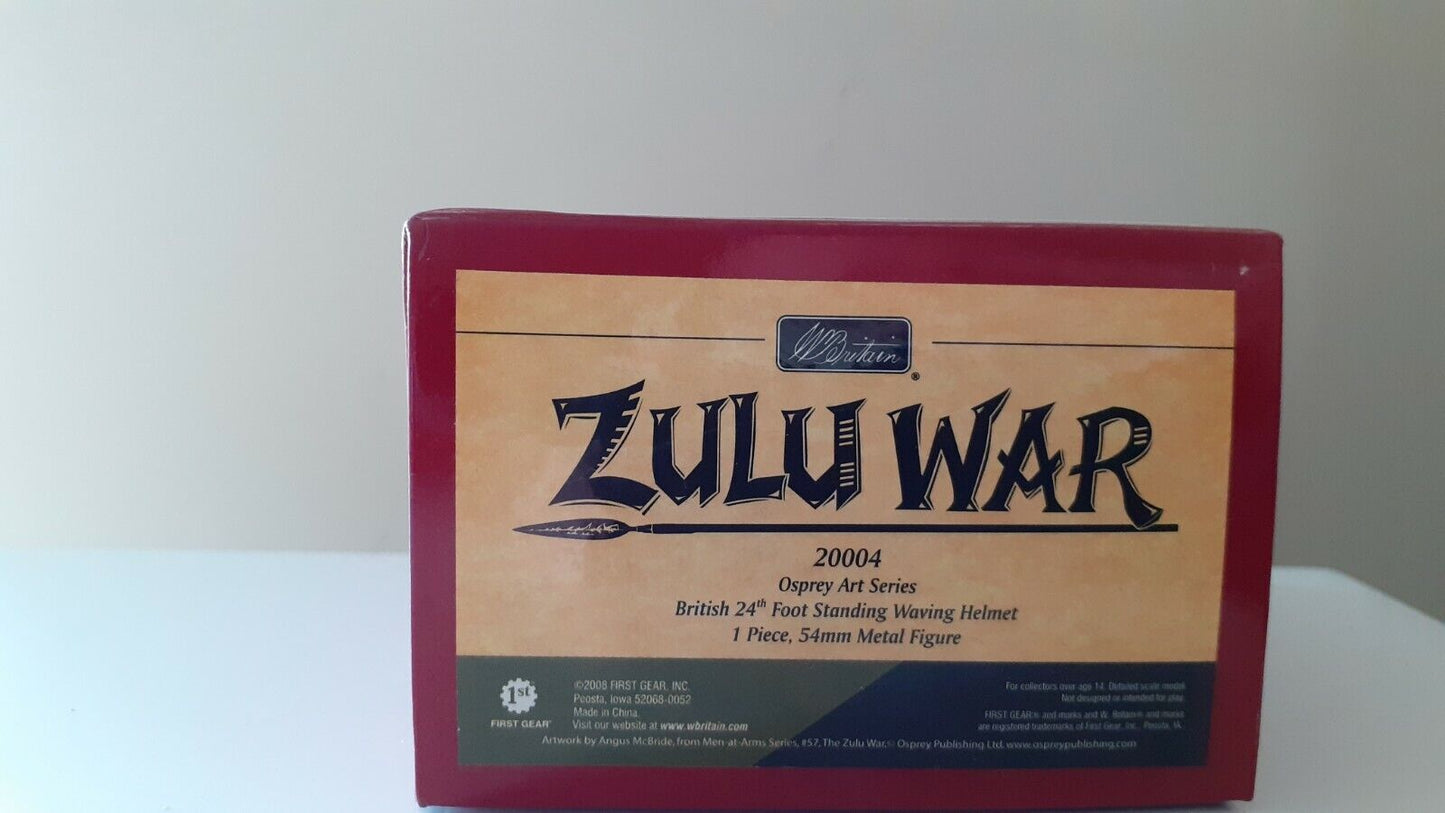 W Britain®
ZULU WAR
20004
Osprey Art Series
British 24th Foot Standing Waving Helmet
1 Piece, 54mm Metal Figure
1st
FIRST GEAR®
©2008 FIRST GEAR, INC.
Peosta, Iowa 52068-0052
Made in China.
Visit our website at www.wbritain.com
For collectors over age 14. Detailed scale model.
Not designed or intended for play.
FIRST GEAR® and marks and W. Britain® and marks
are registered trademarks of First Gear, Inc., Peosta, IA.
Artwork by Angus McBride, from Men-at-Arms Series, #57, The Zulu War, © Osprey Publishing Ltd. www.ospreypublishing.com